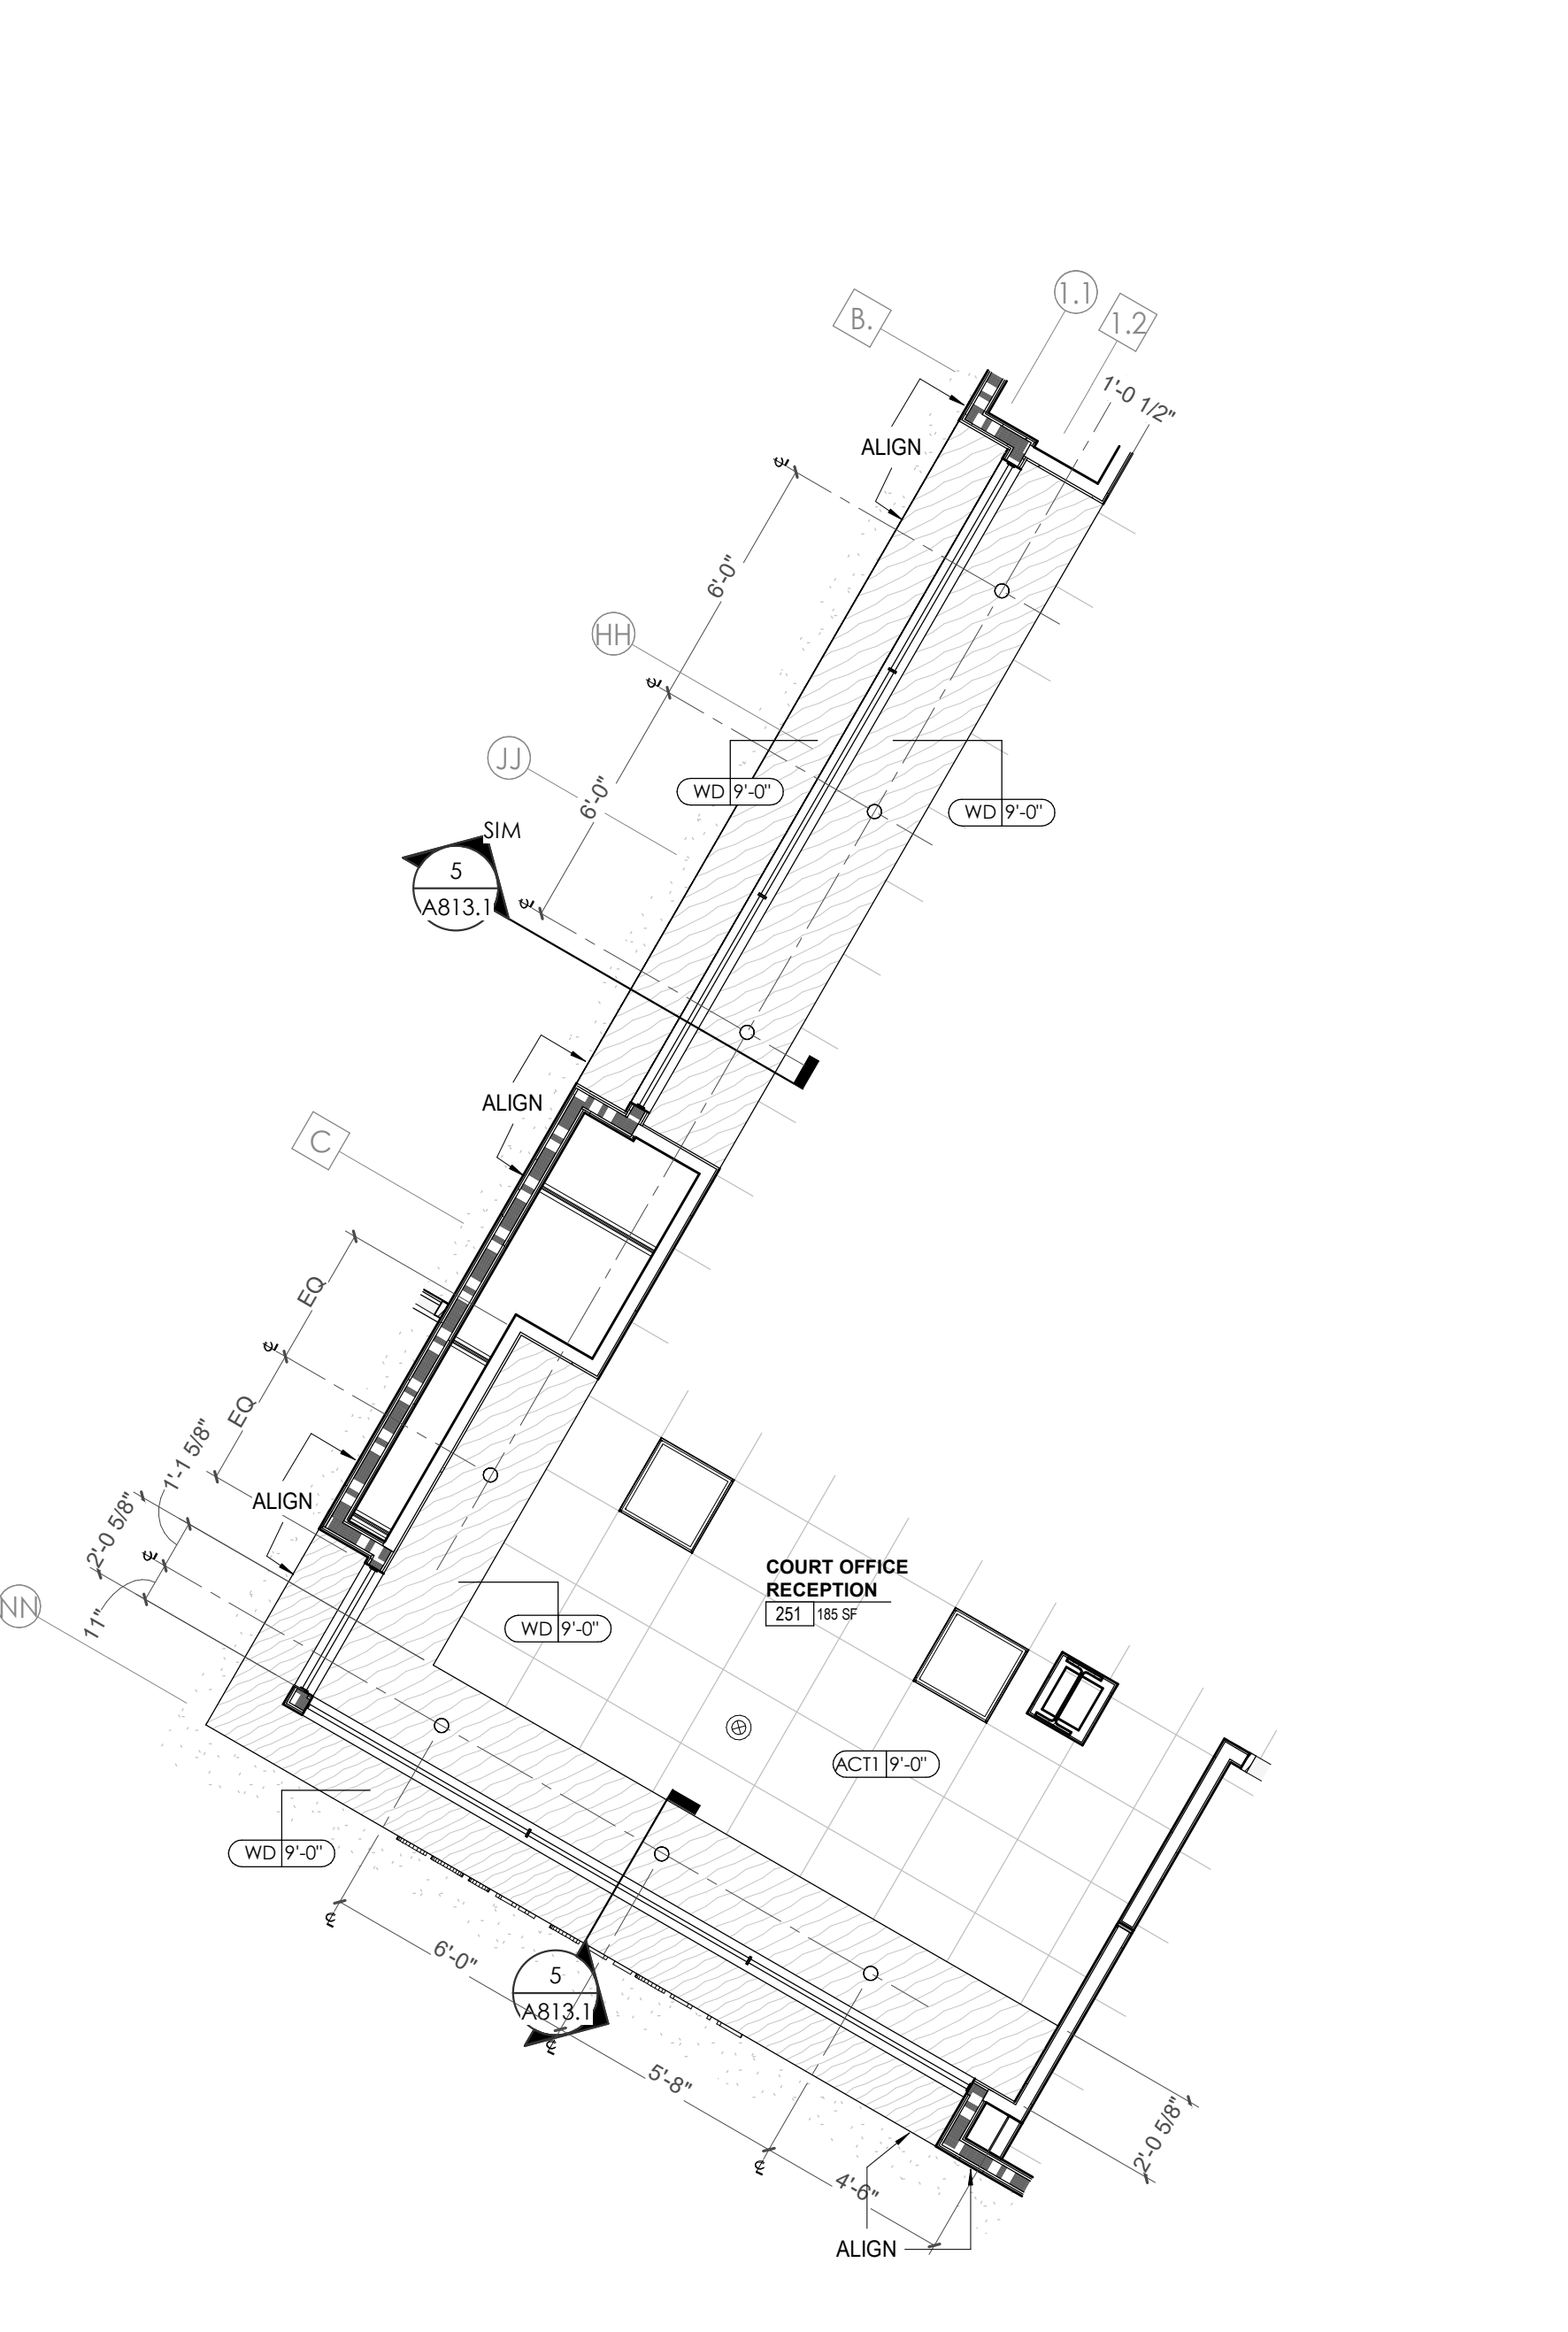 1.1
B.
1.2
1'-0 1/2"
ALIGN
6'-0"
HH
JJ
WD 9'-0"
WD 9'-0"
6'-0"
SIM
5
A813.1
ALIGN
C
EQ
EQ
1'-1 5/8"
ALIGN
2'-0 5/8"
NN
11"
COURT OFFICE
RECEPTION
251 185 SF
WD 9'-0"
ACT1 9'-0"
WD 9'-0"
6'-0"
5
A813.1
5'-8"
2'-0 5/8"
4'-6"
ALIGN